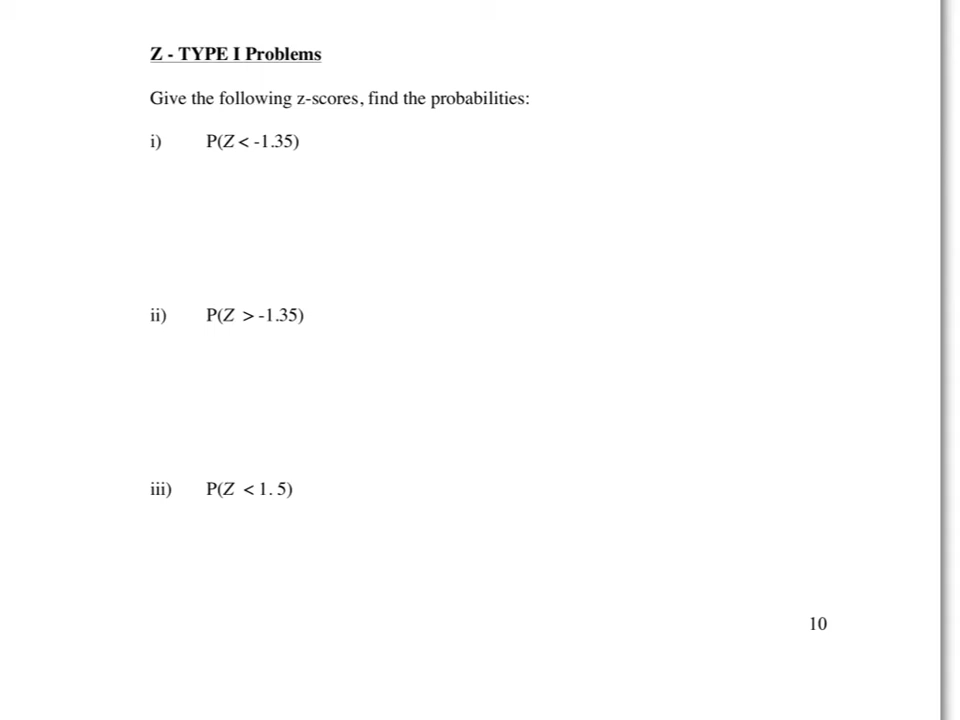 Z - TYPE I Problems
Give the following z-scores, find the probabilities:
i) P(Z < -1.35)
ii) P(Z > -1.35)
iii) P(Z < 1. 5)
10